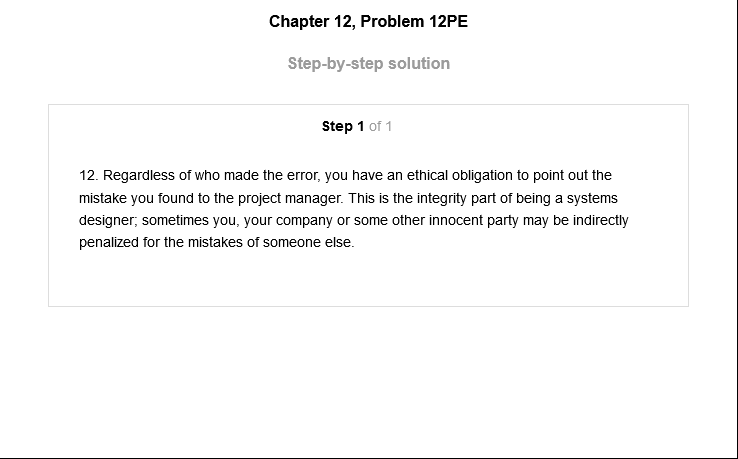 Chapter 12, Problem 12PE
Step-by-step solution
Step 1 of 1
12. Regardless of who made the error, you have an ethical obligation to point out the
mistake you found to the project manager. This is the integrity part of being a systems
designer; sometimes you, your company or some other innocent party may be indirectly
penalized for the mistakes of someone else.